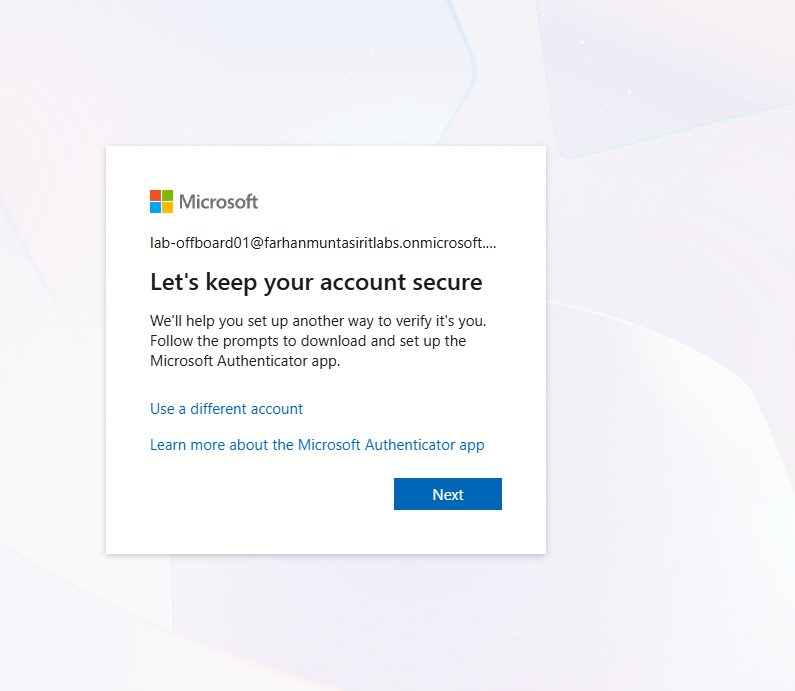 Microsoft
lab-offboard01@farhanmuntasiritlabs.onmicrosoft....
Let's keep your account secure
We'll help you set up another way to verify it's you.
Follow the prompts to download and set up the
Microsoft Authenticator app.
Use a different account
Learn more about the Microsoft Authenticator app
Next